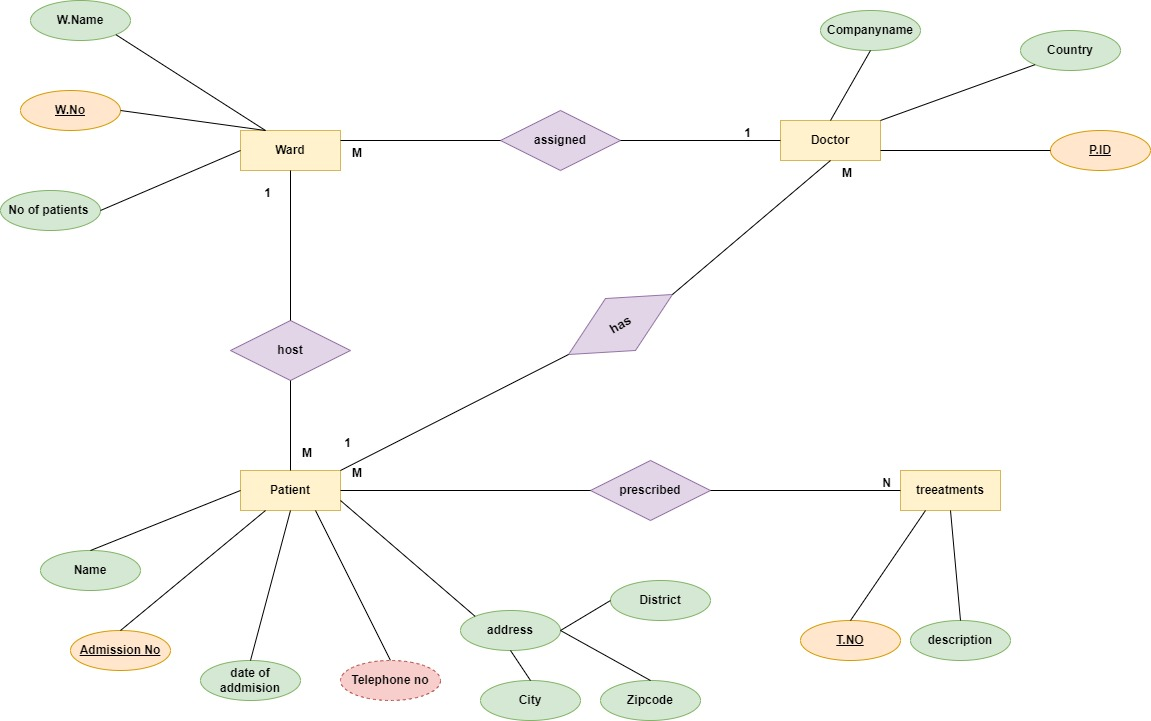 W.Name
Companyname
Country
W.No
assigned
1
Doctor
Ward
M
P.ID
M
1
No of patients
has
host
1
M
M
Patient
prescribed
N
treeatments
Name
District
address
T.NO
description
Admission No
date of
addmision
Telephone no
City
Zipcode